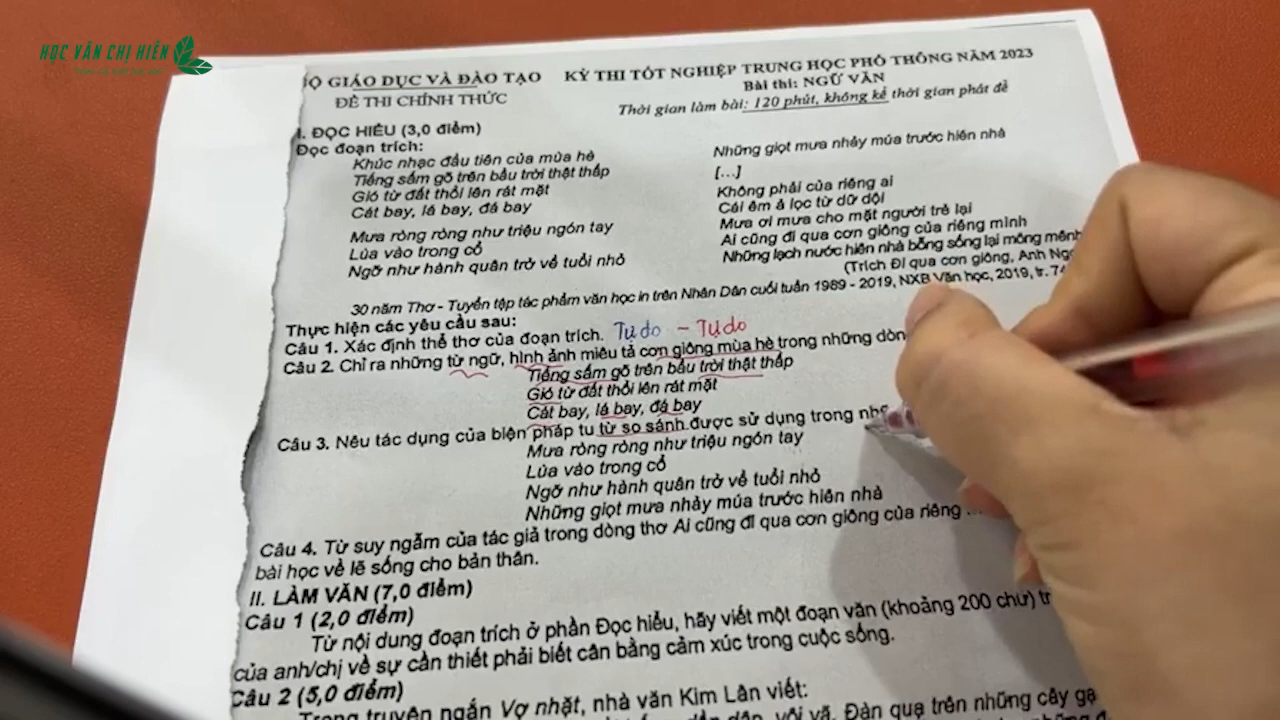 HỌC VĂN CHỊ HIÊN
BỘ GIÁO DỤC VÀ ĐÀO TẠO
ĐỀ THI CHÍNH THỨC
KỲ THI TỐT NGHIỆP TRUNG HỌC PHỔ THÔNG NĂM 2023
Bài thi: NGỮ VĂN
Thời gian làm bài: 120 phút, không kể thời gian phát đề
I. ĐỌC HIỂU (3,0 điểm)
Đọc đoạn trích:
Khúc nhạc đầu tiên của mùa hè
Tiếng sấm gõ trên bầu trời thật thấp
Gió từ đất thổi lên rát mặt
Cát bay, lá bay, đá bay
Mưa ròng ròng như triệu ngón tay
Lùa vào trong cổ
Ngỡ như hành quân trở về tuổi nhỏ
Những giọt mưa nhảy múa trước hiên nhà
[...]
Không phải của riêng ai
Cái êm ả lọc từ dữ dội
Mưa ơi mưa cho mặt người trẻ lại
Ai cũng đi qua cơn giông của riêng mình
Những lạch nước hiên nhà bỗng sống lại mông mênh
(Trích Đi qua cơn giông, Anh Ngọ
30 năm Thơ - Tuyển tập tác phẩm văn học in trên Nhân Dân cuối tuần 1989 - 2019, NXB Văn học, 2019, tr.74
Thực hiện các yêu cầu sau:
Câu 1. Xác định thể thơ của đoạn trích. Tự do - Tự do
Câu 2. Chỉ ra những từ ngữ, hình ảnh miêu tả cơn giông mùa hè trong những dòng
Tiếng sấm gõ trên bầu trời thật thấp
Gió từ đất thổi lên rát mặt
Cát bay, lá bay, đá bay
Câu 3. Nêu tác dụng của biện pháp tu từ so sánh được sử dụng trong
Mưa ròng ròng như triệu ngón tay
Lùa vào trong cổ
Ngỡ như hành quân trở về tuổi nhỏ
Những giọt mưa nhảy múa trước hiên nhà
Câu 4. Từ suy ngẫm của tác giả trong dòng thơ Ai cũng đi qua cơn giông của riêng
bài học về lẽ sống cho bản thân.
II. LÀM VĂN (7,0 điểm)
Câu 1 (2,0 điểm)
Từ nội dung đoạn trích ở phần Đọc hiểu, hãy viết một đoạn văn (khoảng 200 chữ)
của anh/chị về sự cần thiết phải biết cân bằng cảm xúc trong cuộc sống.
Câu 2 (5,0 điểm)
Trong truyện ngắn Vợ nhặt, nhà văn Kim Lân viết:
vội vã. Đàn quạ trên những cây gạ